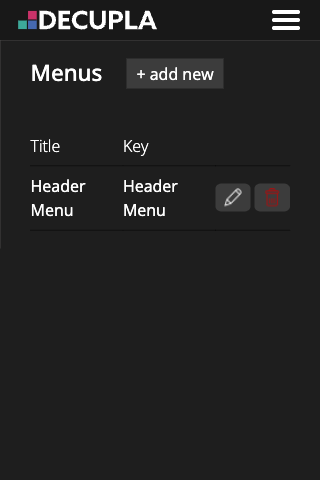 DECUPLA
Menus
+ add new
Title Key
Header Header
Menu Menu